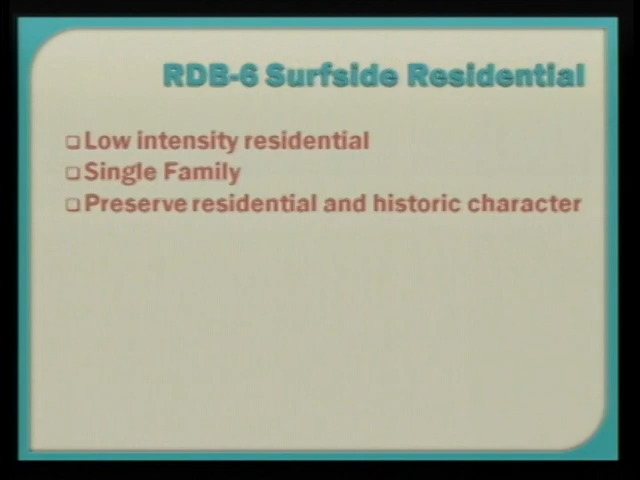 RDB-6 Surfside Residential
❑Low intensity residential
❑Single Family
❑Preserve residential and historic character